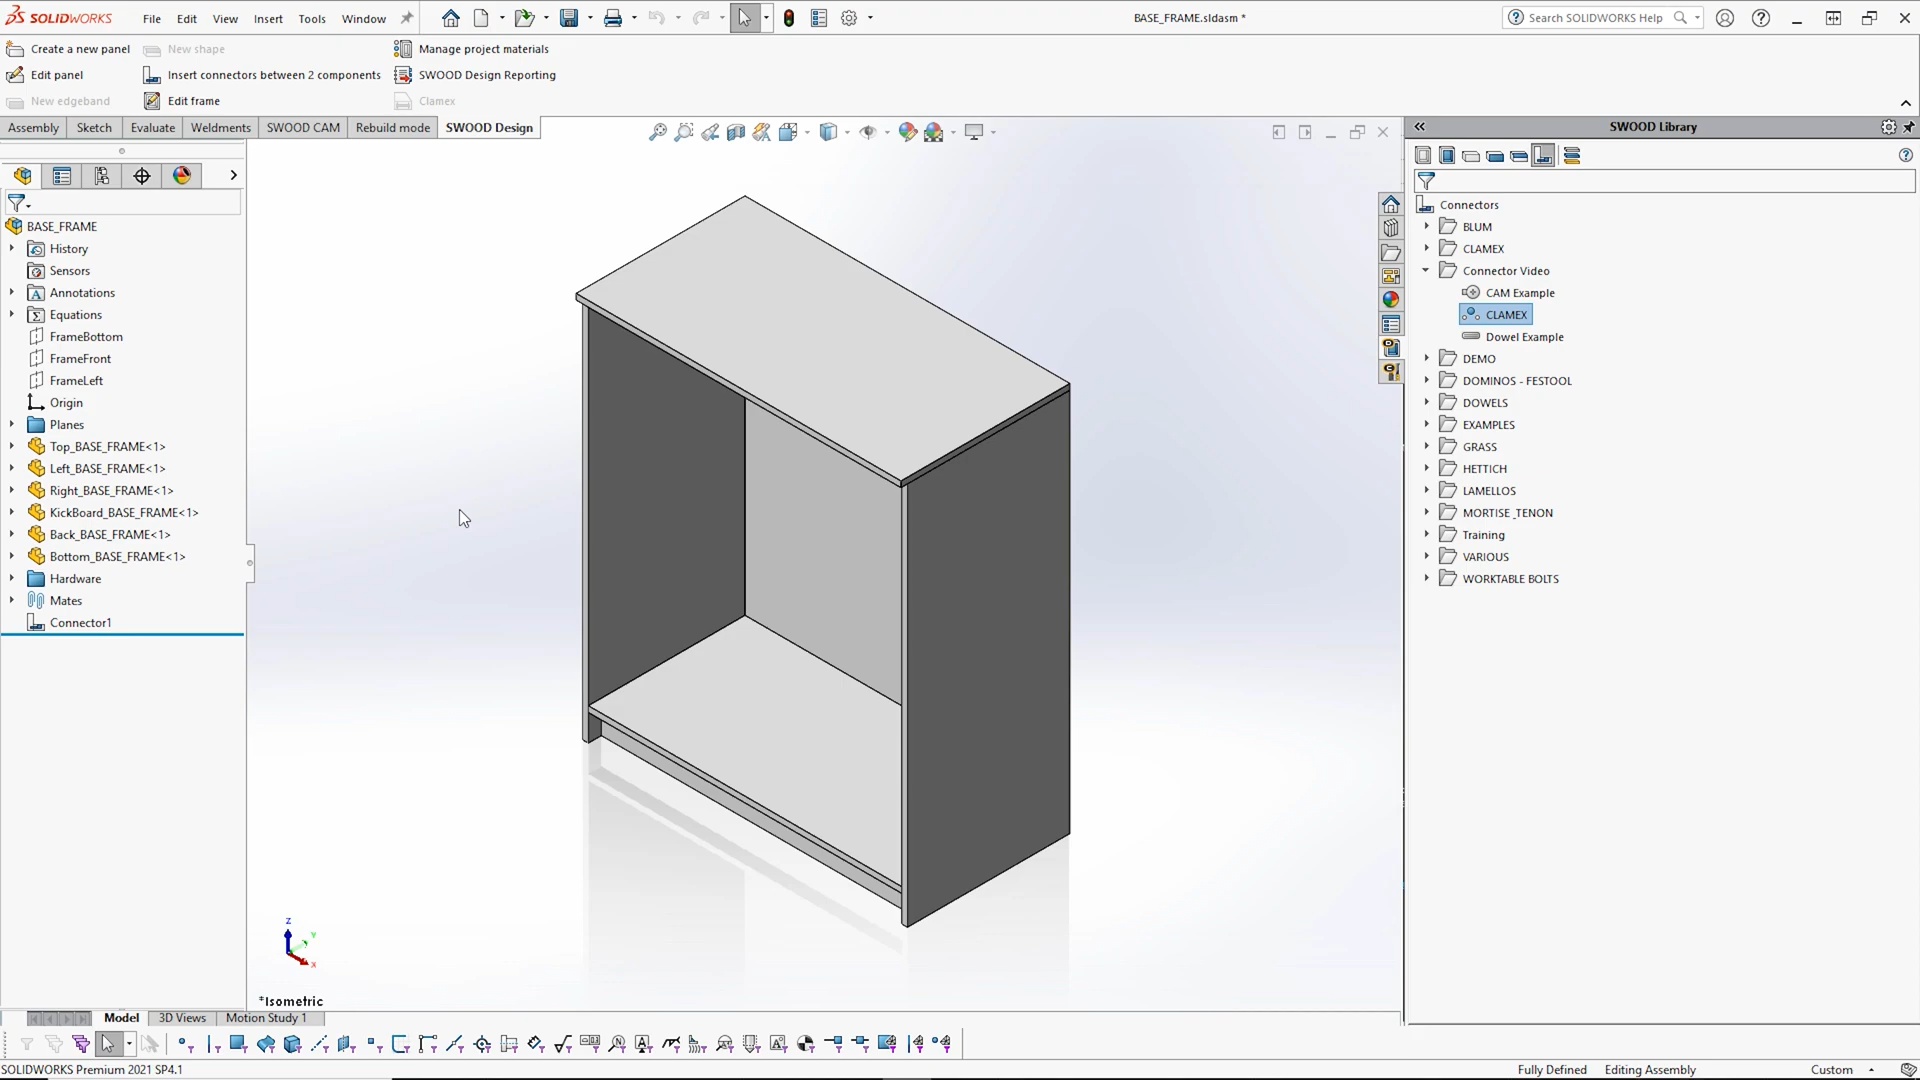 SOLIDWORKS File Edit View Insert Tools Window BASE_FRAME.sldasm * Search SOLIDWORKS Help
Create a new panel New shape Manage project materials
Edit panel Insert connectors between 2 components SWOOD Design Reporting
New edgeband Edit frame Clamex
Assembly Sketch Evaluate Weldments SWOOD CAM Rebuild mode SWOOD Design
SWOOD Library
BASE_FRAME
History
Sensors
Annotations
Equations
FrameBottom
FrameFront
FrameLeft
Origin
Planes
Top_BASE_FRAME<1>
Left_BASE_FRAME<1>
Right_BASE_FRAME<1>
KickBoard_BASE_FRAME<1>
Back_BASE_FRAME<1>
Bottom_BASE_FRAME<1>
Hardware
Mates
Connector1
Connectors
BLUM
CLAMEX
Connector Video
CAM Example
CLAMEX
Dowel Example
DEMO
DOMINOS - FESTOOL
DOWELS
EXAMPLES
GRASS
HETTICH
LAMELLOS
MORTISE_TENON
Training
VARIOUS
WORKTABLE BOLTS
Z
Y
X
*Isometric
Model 3D Views Motion Study 1
SOLIDWORKS Premium 2021 SP4.1 Fully Defined Editing Assembly Custom